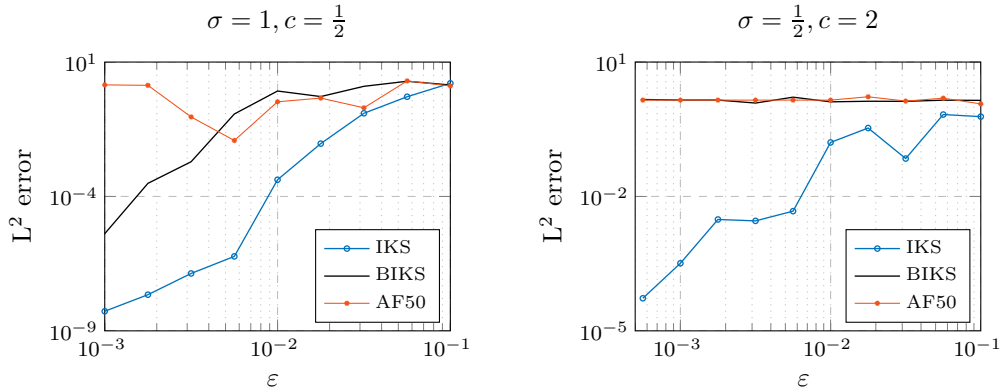 σ = 1, c = 1/2
10^1
10^−4
10^−9
L^2 error
IKS
BIKS
AF50
10^−3
10^−2
10^−1
ε
σ = 1/2, c = 2
10^1
10^−2
10^−5
L^2 error
IKS
BIKS
AF50
10^−3
10^−2
10^−1
ε